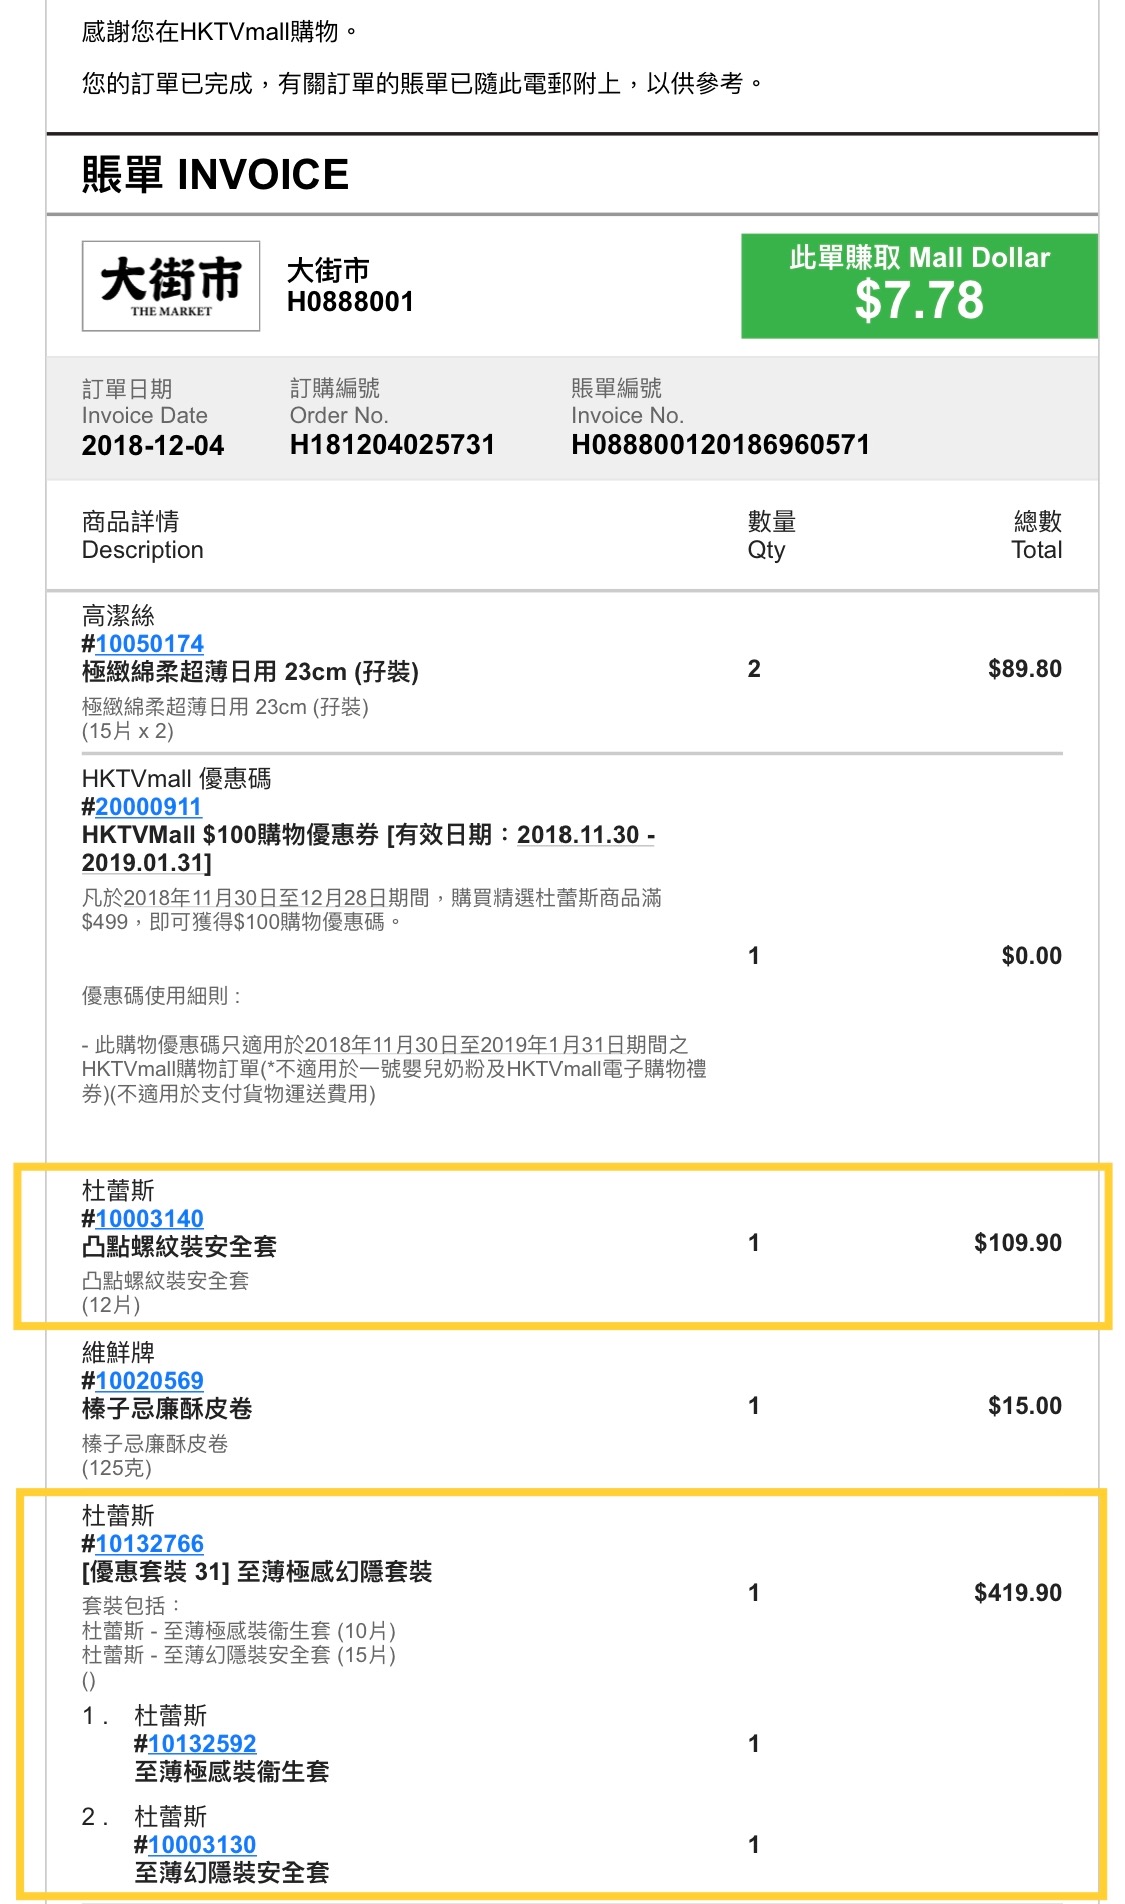 感謝您在HKTVmall購物。
您的訂單已完成，有關訂單的賬單已隨此電郵附上，以供參考。
賬單 INVOICE
大街市
THE MARKET
大街市
H0888001
此單賺取 Mall Dollar
$7.78
訂單日期 訂購編號 賬單編號
Invoice Date Order No. Invoice No.
2018-12-04 H181204025731 H088800120186960571
商品詳情 數量 總數
Description Qty Total
高潔絲
#10050174
極緻綿柔超薄日用 23cm (孖裝) 2 $89.80
極緻綿柔超薄日用 23cm (孖裝)
(15片 x 2)
HKTVmall 優惠碼
#20000911
HKTVMall $100購物優惠券 [有效日期：2018.11.30 -
2019.01.31]
凡於2018年11月30日至12月28日期間，購買精選杜蕾斯商品滿
$499，即可獲得$100購物優惠碼。
1 $0.00
優惠碼使用細則 :
- 此購物優惠碼只適用於2018年11月30日至2019年1月31日期間之
HKTVmall購物訂單(*不適用於一號嬰兒奶粉及HKTVmall電子購物禮
券)(不適用於支付貨物運送費用)
杜蕾斯
#10003140
凸點螺紋裝安全套 1 $109.90
凸點螺紋裝安全套
(12片)
維鮮牌
#10020569
榛子忌廉酥皮卷 1 $15.00
榛子忌廉酥皮卷
(125克)
杜蕾斯
#10132766
[優惠套裝 31] 至薄極感幻隱套裝 1 $419.90
套裝包括：
杜蕾斯 - 至薄極感裝衞生套 (10片)
杜蕾斯 - 至薄幻隱裝安全套 (15片)
()
1 . 杜蕾斯
#10132592 1
至薄極感裝衞生套
2 . 杜蕾斯
#10003130 1
至薄幻隱裝安全套